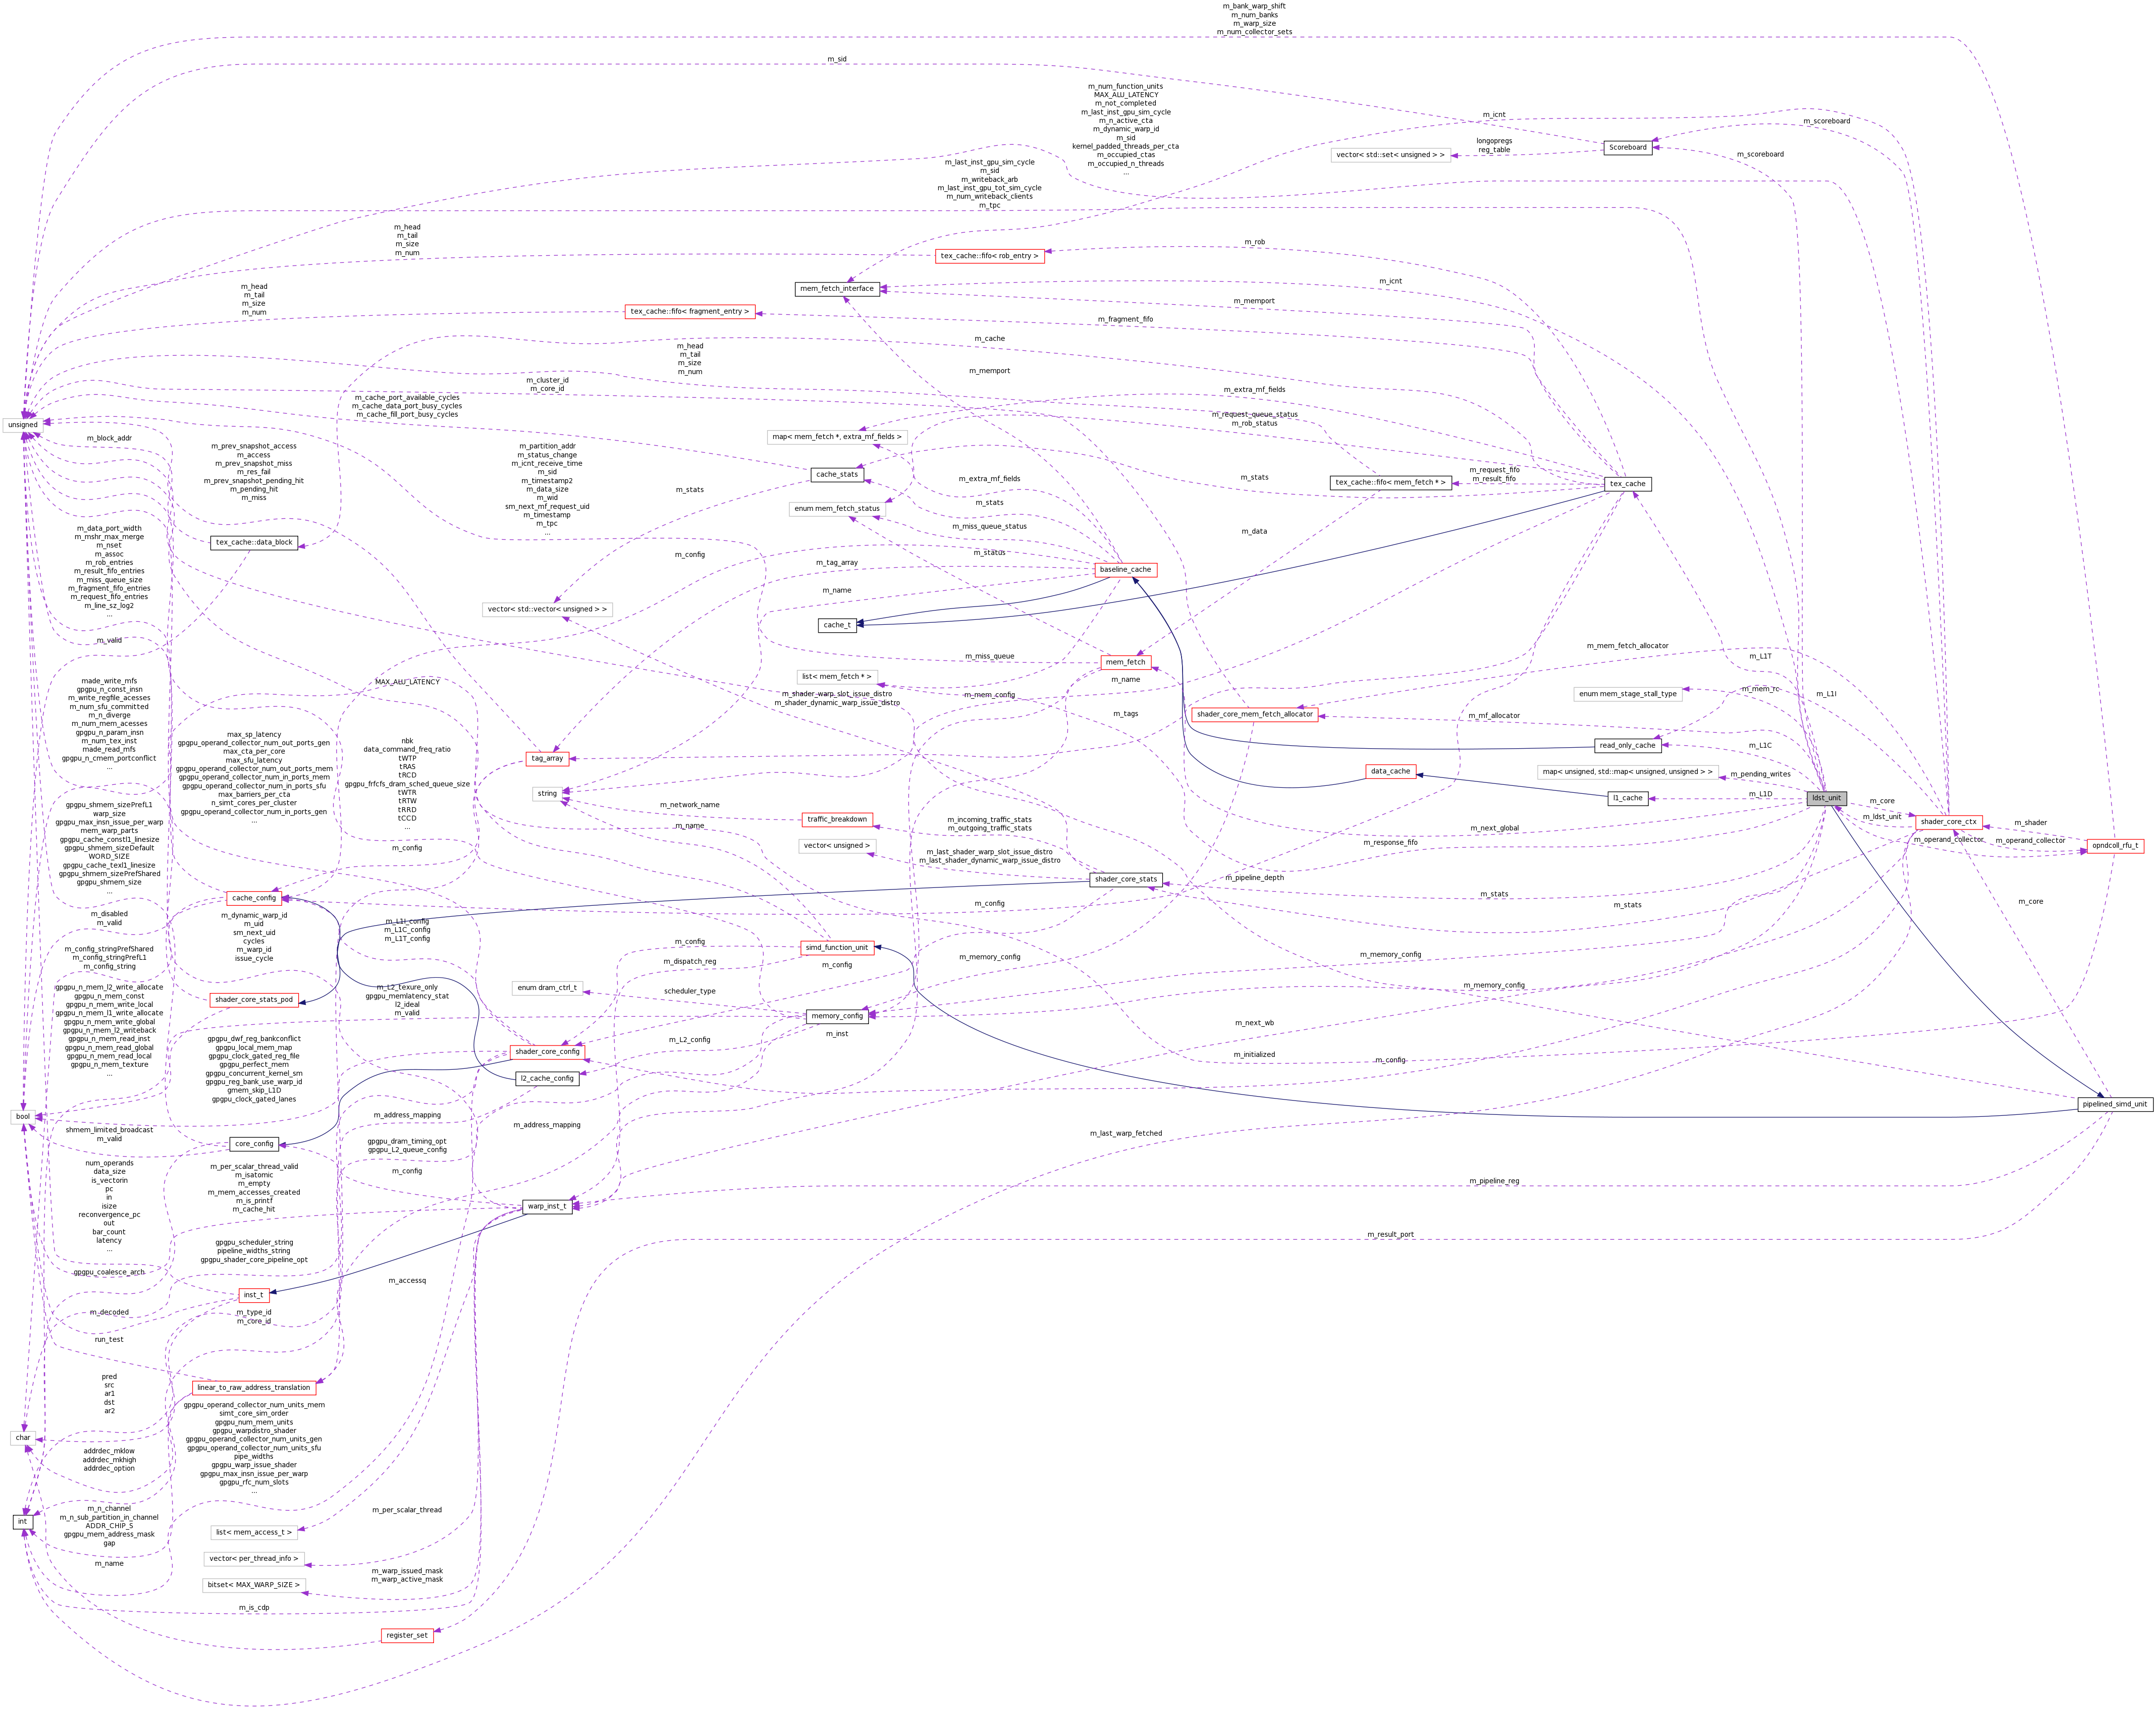 m_bank_warp_shift
m_num_banks
m_warp_size
m_num_collector_sets
m_sid
m_num_function_units
MAX_ALU_LATENCY
m_not_completed
m_last_inst_gpu_sim_cycle
m_n_active_cta
m_dynamic_warp_id
m_sid
kernel_padded_threads_per_cta
m_occupied_ctas
m_occupied_n_threads
...
m_icnt
m_scoreboard
longopregs
reg_table
Scoreboard
vector< std::set< unsigned > >
m_scoreboard
m_last_inst_gpu_sim_cycle
m_sid
m_writeback_arb
m_last_inst_gpu_tot_sim_cycle
m_num_writeback_clients
m_tpc
m_head
m_tail
m_size
m_num
tex_cache::fifo< rob_entry >
m_rob
mem_fetch_interface
m_icnt
m_memport
m_head
m_tail
m_size
m_num
tex_cache::fifo< fragment_entry >
m_fragment_fifo
m_cache
m_head
m_tail
m_size
m_num
m_memport
m_cluster_id
m_core_id
m_extra_mf_fields
m_cache_port_available_cycles
m_cache_data_port_busy_cycles
m_cache_fill_port_busy_cycles
m_request_queue_status
m_rob_status
unsigned
m_block_addr
map< mem_fetch *, extra_mf_fields >
m_prev_snapshot_access
m_access
m_prev_snapshot_miss
m_res_fail
m_prev_snapshot_pending_hit
m_pending_hit
m_miss
m_partition_addr
m_status_change
m_icnt_receive_time
m_sid
m_timestamp2
m_data_size
m_wid
sm_next_mf_request_uid
m_timestamp
m_tpc
...
cache_stats
m_stats
m_extra_mf_fields
m_stats
m_request_fifo
m_result_fifo
tex_cache::fifo< mem_fetch * >
tex_cache
m_stats
enum mem_fetch_status
m_miss_queue_status
m_data
tex_cache::data_block
m_data_port_width
m_mshr_max_merge
m_nset
m_assoc
m_rob_entries
m_result_fifo_entries
m_miss_queue_size
m_fragment_fifo_entries
m_request_fifo_entries
m_line_sz_log2
...
m_config
m_status
m_tag_array
baseline_cache
m_name
vector< std::vector< unsigned > >
cache_t
m_valid
m_miss_queue
mem_fetch
m_mem_fetch_allocator
m_L1T
list< mem_fetch * >
m_name
made_write_mfs
gpgpu_n_const_insn
m_write_regfile_acesses
m_num_sfu_committed
m_n_diverge
m_num_mem_acesses
gpgpu_n_param_insn
m_num_tex_inst
made_read_mfs
gpgpu_n_cmem_portconflict
...
MAX_ALU_LATENCY
m_shader_warp_slot_issue_distro
m_shader_dynamic_warp_issue_distro
m_mem_config
enum mem_stage_stall_type
m_mem_rc
m_L1I
m_tags
shader_core_mem_fetch_allocator
m_mf_allocator
max_sp_latency
gpgpu_operand_collector_num_out_ports_gen
max_cta_per_core
max_sfu_latency
gpgpu_operand_collector_num_out_ports_mem
gpgpu_operand_collector_num_in_ports_mem
gpgpu_operand_collector_num_in_ports_sfu
max_barriers_per_cta
n_simt_cores_per_cluster
gpgpu_operand_collector_num_in_ports_gen
...
nbk
data_command_freq_ratio
tWTP
tRAS
tRCD
gpgpu_frfcfs_dram_sched_queue_size
tWTR
tRTW
tRRD
tCCD
...
read_only_cache
m_L1C
tag_array
data_cache
map< unsigned, std::map< unsigned, unsigned > >
m_pending_writes
string
l1_cache
m_L1D
ldst_unit
gpgpu_shmem_sizePrefL1
warp_size
gpgpu_max_insn_issue_per_warp
mem_warp_parts
gpgpu_cache_constl1_linesize
gpgpu_shmem_sizeDefault
WORD_SIZE
gpgpu_cache_texl1_linesize
gpgpu_shmem_sizePrefShared
gpgpu_shmem_size
...
m_network_name
traffic_breakdown
m_incoming_traffic_stats
m_outgoing_traffic_stats
m_core
m_ldst_unit
shader_core_ctx
m_shader
m_name
m_next_global
m_operand_collector
m_operand_collector
opndcoll_rfu_t
m_config
vector< unsigned >
m_last_shader_warp_slot_issue_distro
m_last_shader_dynamic_warp_issue_distro
m_response_fifo
shader_core_stats
m_pipeline_depth
m_stats
cache_config
m_config
m_stats
m_core
m_disabled
m_valid
m_dynamic_warp_id
m_uid
sm_next_uid
cycles
m_warp_id
issue_cycle
m_L1I_config
m_L1C_config
m_L1T_config
m_config
simd_function_unit
m_config_stringPrefShared
m_config_stringPrefL1
m_config_string
m_dispatch_reg
m_config
m_memory_config
m_memory_config
gpgpu_n_mem_l2_write_allocate
gpgpu_n_mem_const
gpgpu_n_mem_write_local
gpgpu_n_mem_l1_write_allocate
gpgpu_n_mem_write_global
gpgpu_n_mem_l2_writeback
gpgpu_n_mem_read_inst
gpgpu_n_mem_read_global
gpgpu_n_mem_read_local
gpgpu_n_mem_texture
...
shader_core_stats_pod
m_L2_texure_only
gpgpu_memlatency_stat
l2_ideal
m_valid
enum dram_ctrl_t
scheduler_type
m_memory_config
memory_config
m_inst
m_next_wb
gpgpu_dwf_reg_bankconflict
gpgpu_local_mem_map
gpgpu_clock_gated_reg_file
gpgpu_perfect_mem
gpgpu_concurrent_kernel_sm
gpgpu_reg_bank_use_warp_id
gmem_skip_L1D
gpgpu_clock_gated_lanes
shader_core_config
m_L2_config
m_initialized
m_config
l2_cache_config
bool
pipelined_simd_unit
shmem_limited_broadcast
m_valid
core_config
m_address_mapping
m_address_mapping
m_last_warp_fetched
gpgpu_dram_timing_opt
gpgpu_L2_queue_config
num_operands
data_size
is_vectorin
pc
in
isize
reconvergence_pc
out
bar_count
latency
...
m_per_scalar_thread_valid
m_isatomic
m_empty
m_mem_accesses_created
m_is_printf
m_cache_hit
m_config
m_pipeline_reg
warp_inst_t
m_result_port
gpgpu_scheduler_string
pipeline_widths_string
gpgpu_shader_core_pipeline_opt
gpgpu_coalesce_arch
m_accessq
inst_t
m_decoded
m_type_id
m_core_id
run_test
pred
src
ar1
dst
ar2
linear_to_raw_address_translation
gpgpu_operand_collector_num_units_mem
simt_core_sim_order
gpgpu_num_mem_units
gpgpu_warpdistro_shader
gpgpu_operand_collector_num_units_gen
gpgpu_operand_collector_num_units_sfu
pipe_widths
gpgpu_warp_issue_shader
gpgpu_max_insn_issue_per_warp
gpgpu_rfc_num_slots
...
char
addrdec_mklow
addrdec_mkhigh
addrdec_option
m_n_channel
m_n_sub_partition_in_channel
ADDR_CHIP_S
gpgpu_mem_address_mask
gap
int
m_per_scalar_thread
list< mem_access_t >
m_name
vector< per_thread_info >
m_warp_issued_mask
m_warp_active_mask
bitset< MAX_WARP_SIZE >
m_is_cdp
register_set